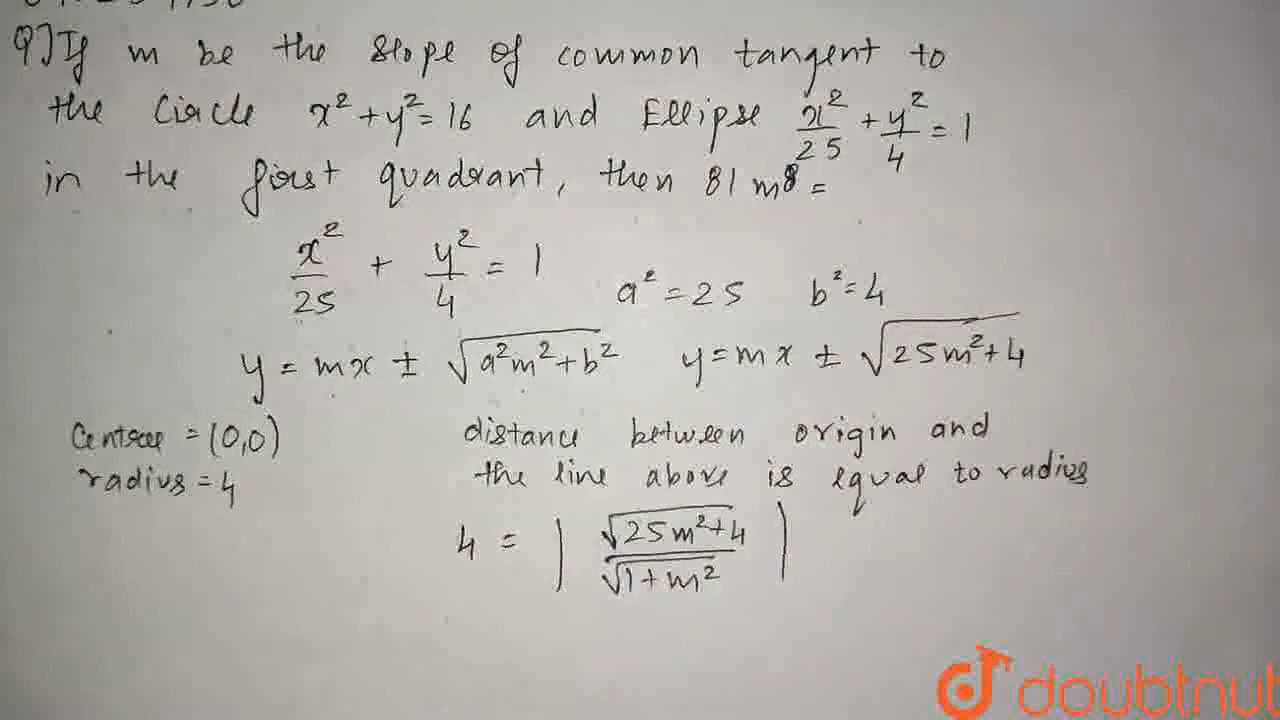 Q] If m be the slope of common tangent to
the Circle x² + y² = 16 and Ellipse x²/25 + y²/4 = 1
in the first quadrant, then 81 m⁸ =
x²/25 + y²/4 = 1 a² = 25 b² = 4
y = mx ± √(a²m² + b²) y = mx ± √(25m² + 4)
Centre = (0,0) distance between origin and
radius = 4 the line above is equal to radius
4 = | √(25m² + 4) / √(1 + m²) |
doubtnut